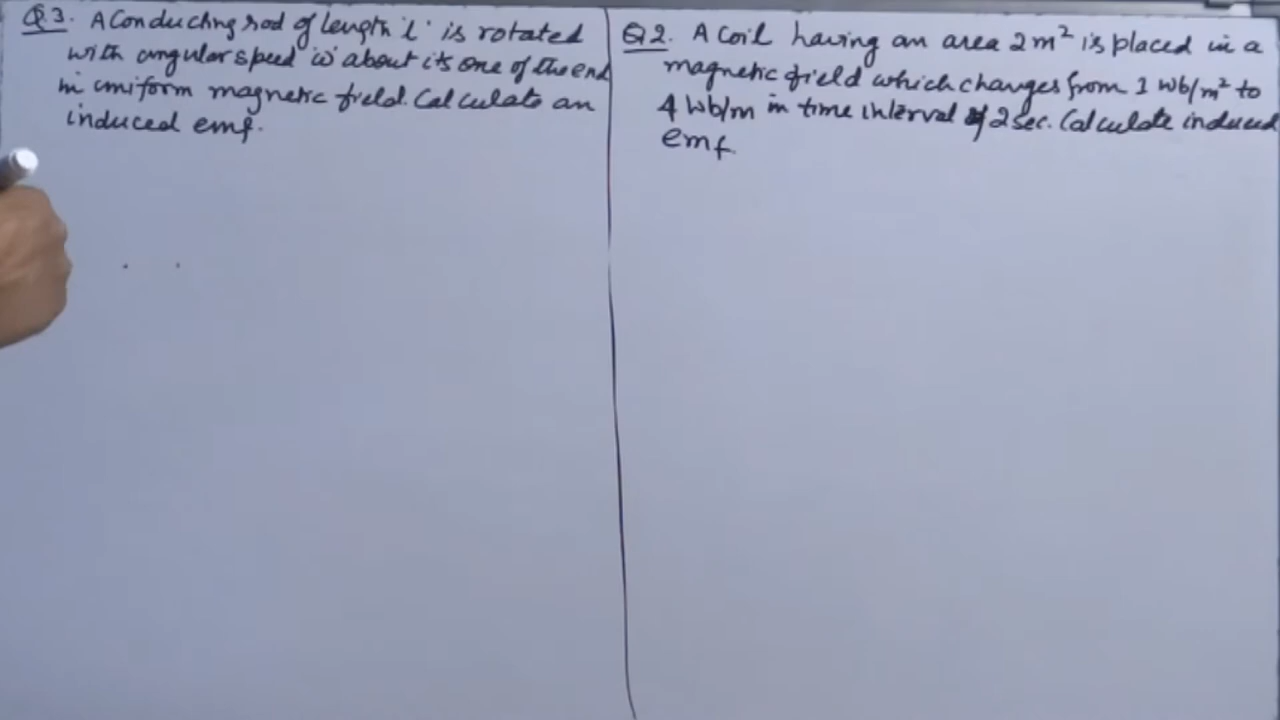 Q3. A Conducting rod of length 'l' is rotated
with angular speed 'ω' about its one of the end
in uniform magnetic field. Calculate an
induced emf.
Q2. A Coil having an area 2m² is placed in a
magnetic field which changes from 1 wb/m² to
4 wb/m in time interval of 2 sec. Calculate induced
emf.